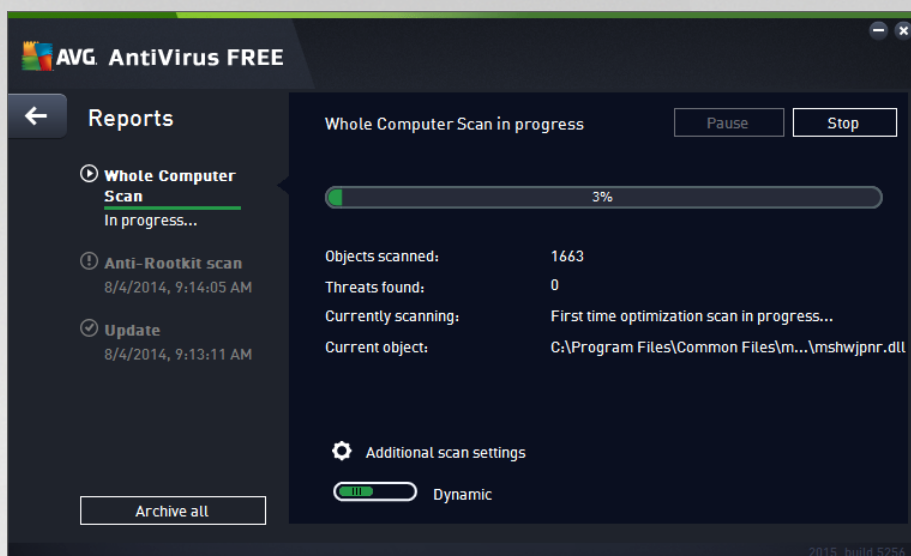 AVG AntiVirus FREE
Reports
Whole Computer
Scan
In progress...
Anti-Rootkit scan
8/4/2014, 9:14:05 AM
Update
8/4/2014, 9:13:11 AM
Archive all
Whole Computer Scan in progress
Pause
Stop
3%
Objects scanned: 1663
Threats found: 0
Currently scanning: First time optimization scan in progress...
Current object: C:\Program Files\Common Files\m...\mshwjpnr.dll
Additional scan settings
Dynamic
2015, build 5256